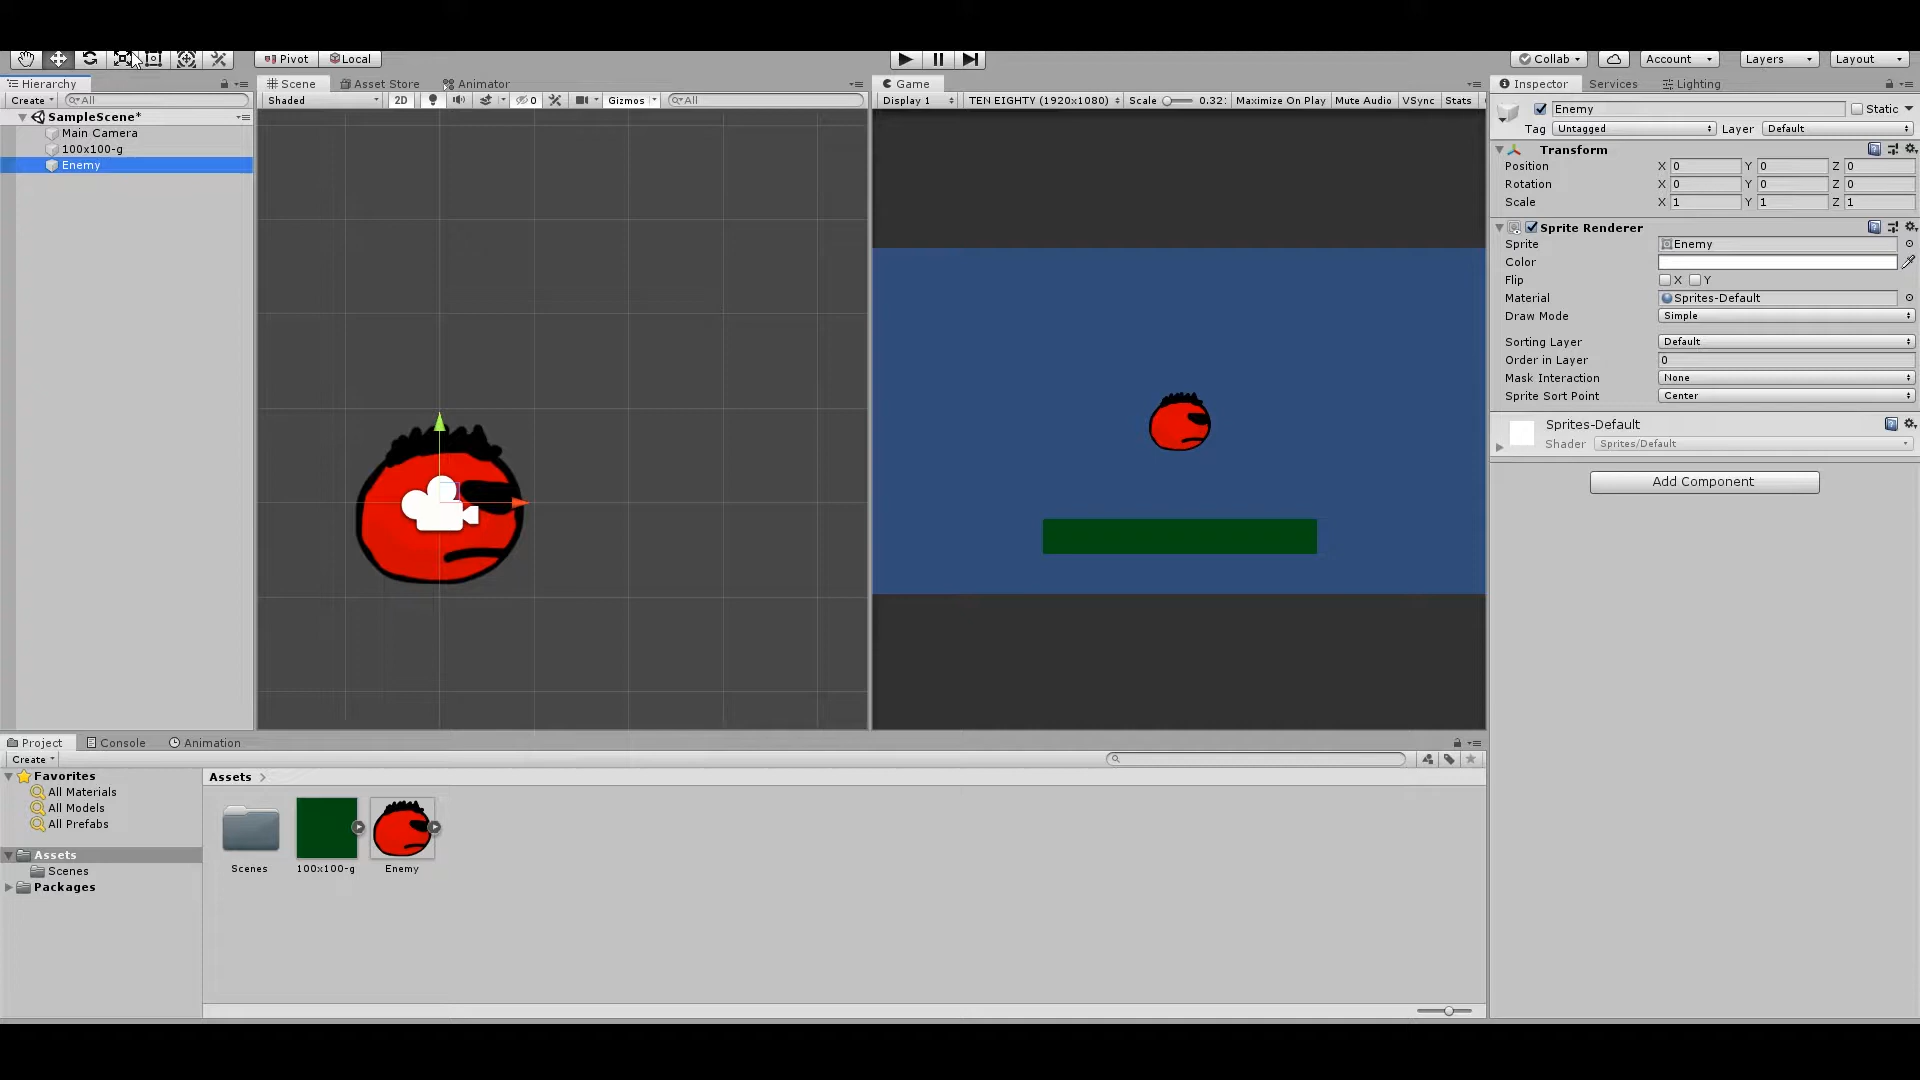 Pivot Local Collab Account Layers Layout
Hierarchy Scene Asset Store Animator Game Inspector Services Lighting
Create All Shaded 2D 0 Gizmos All Display 1 TEN EIGHTY (1920x1080) Scale 0.32 Maximize On Play Mute Audio VSync Stats Enemy Static
SampleScene*
Main Camera
100x100-g
Enemy
Tag Untagged Layer Default
Transform
Position X 0 Y 0 Z 0
Rotation X 0 Y 0 Z 0
Scale X 1 Y 1 Z 1
Sprite Renderer
Sprite Enemy
Color
Flip X Y
Material Sprites-Default
Draw Mode Simple
Sorting Layer Default
Order in Layer 0
Mask Interaction None
Sprite Sort Point Center
Sprites-Default
Shader Sprites/Default
Add Component
Project Console Animation
Create
Favorites
All Materials
All Models
All Prefabs
Assets
Scenes
Packages
Assets
Scenes 100x100-g Enemy